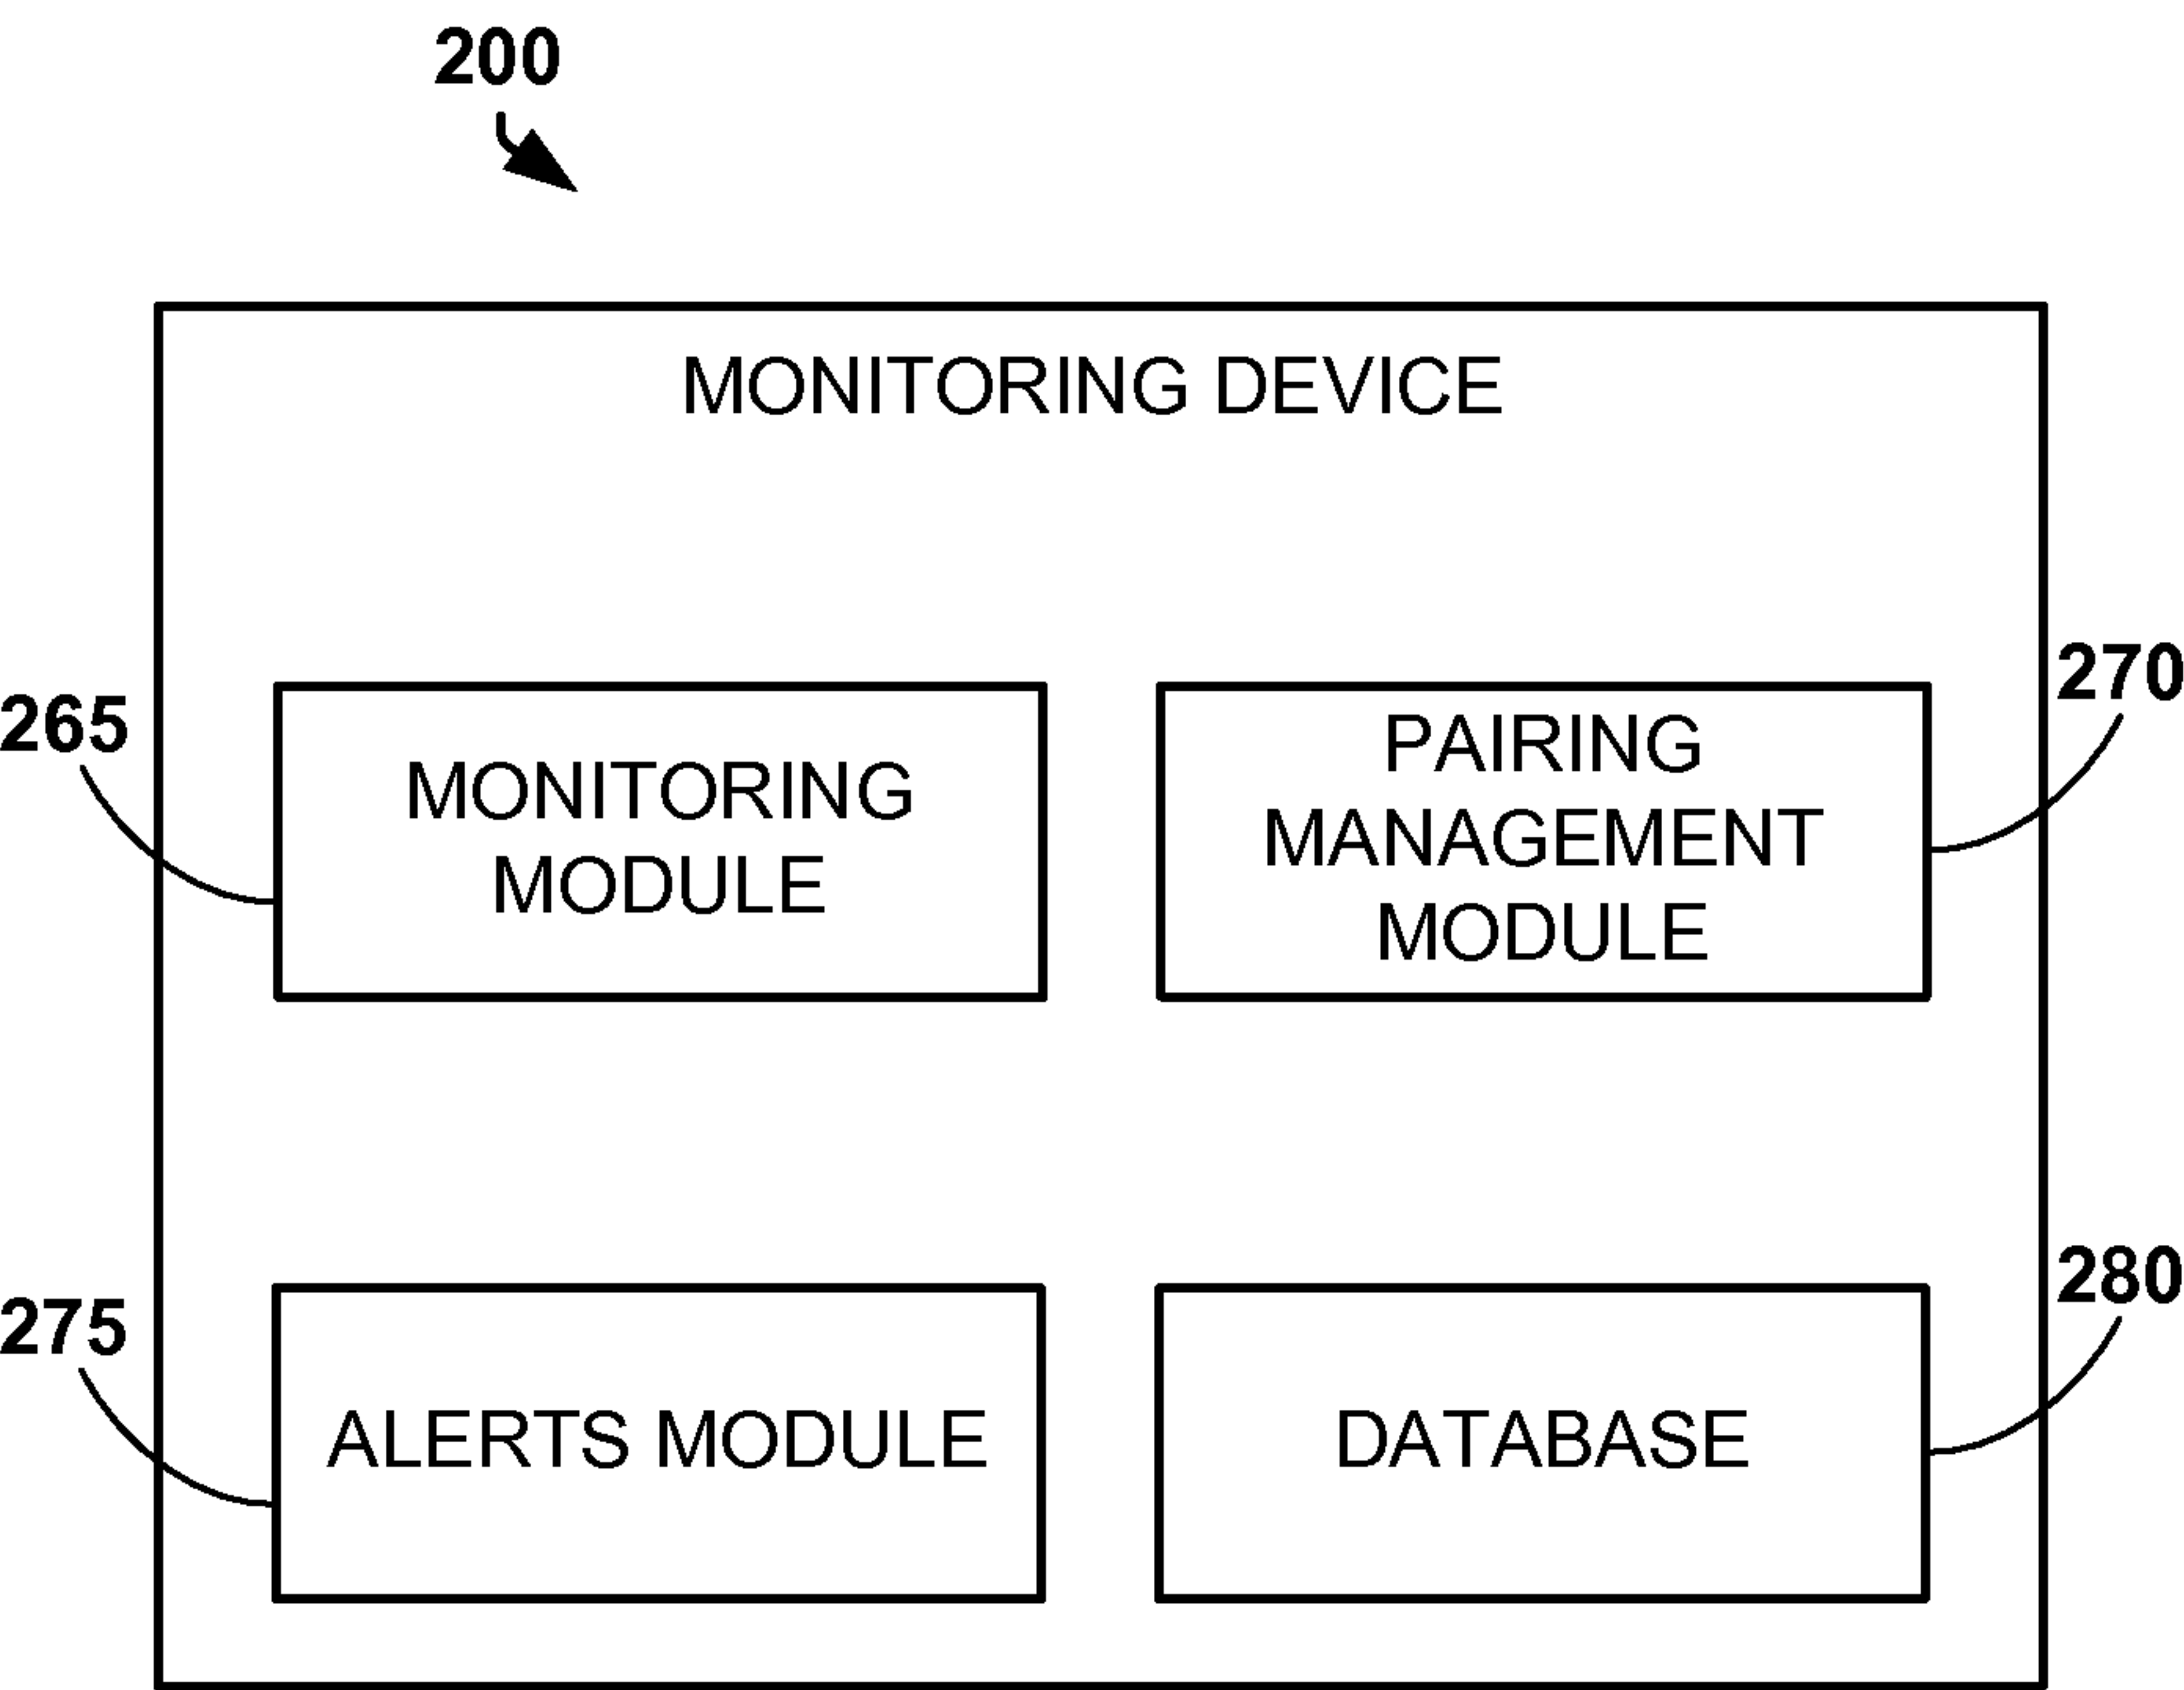 200
MONITORING DEVICE
265
MONITORING
MODULE
270
PAIRING
MANAGEMENT
MODULE
275
ALERTS MODULE
280
DATABASE